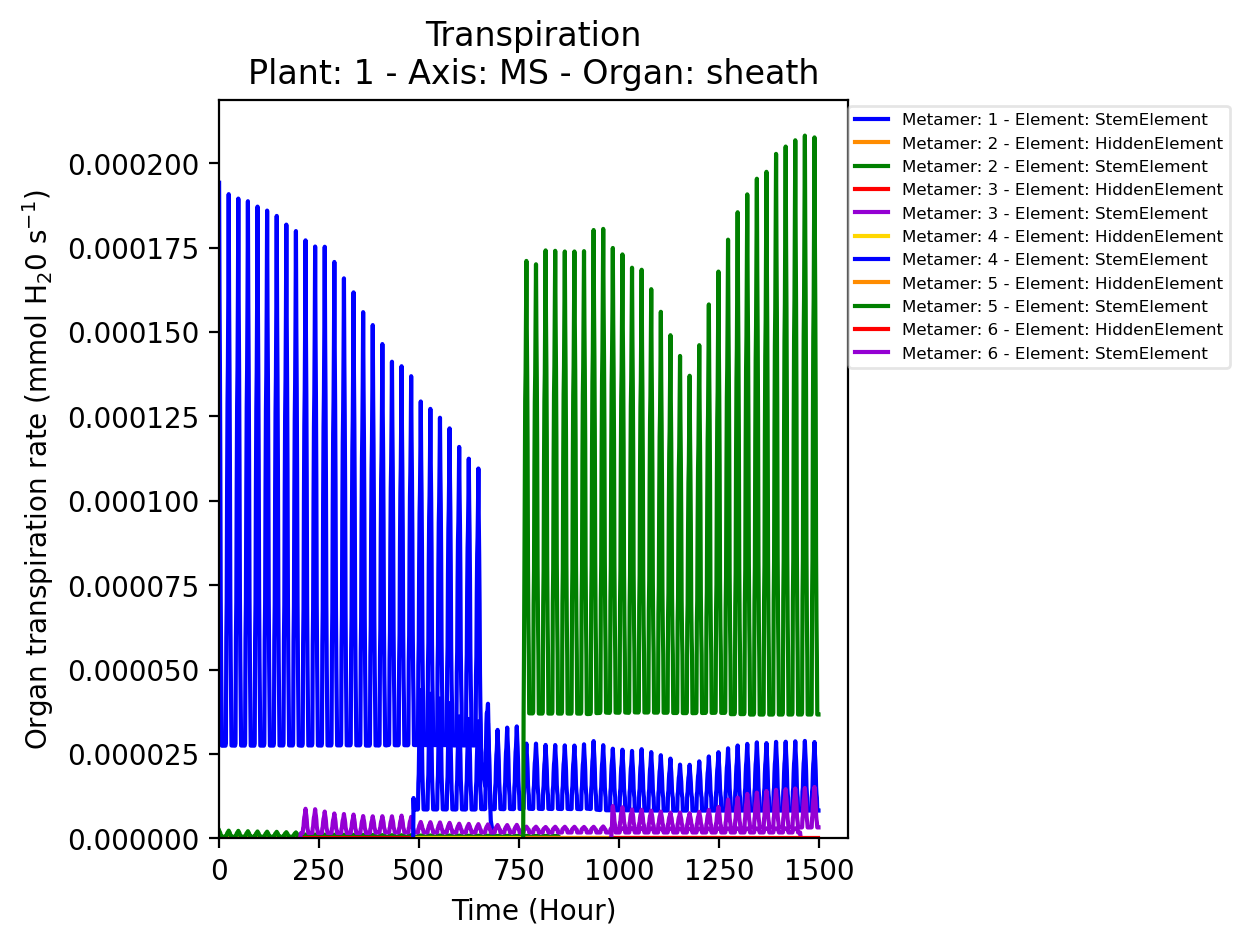 Transpiration
Plant: 1 - Axis: MS - Organ: sheath
Organ transpiration rate (mmol H₂0 s⁻¹)
0.000200
0.000175
0.000150
0.000125
0.000100
0.000075
0.000050
0.000025
0.000000
0 250 500 750 1000 1250 1500
Time (Hour)
Metamer: 1 - Element: StemElement
Metamer: 2 - Element: HiddenElement
Metamer: 2 - Element: StemElement
Metamer: 3 - Element: HiddenElement
Metamer: 3 - Element: StemElement
Metamer: 4 - Element: HiddenElement
Metamer: 4 - Element: StemElement
Metamer: 5 - Element: HiddenElement
Metamer: 5 - Element: StemElement
Metamer: 6 - Element: HiddenElement
Metamer: 6 - Element: StemElement